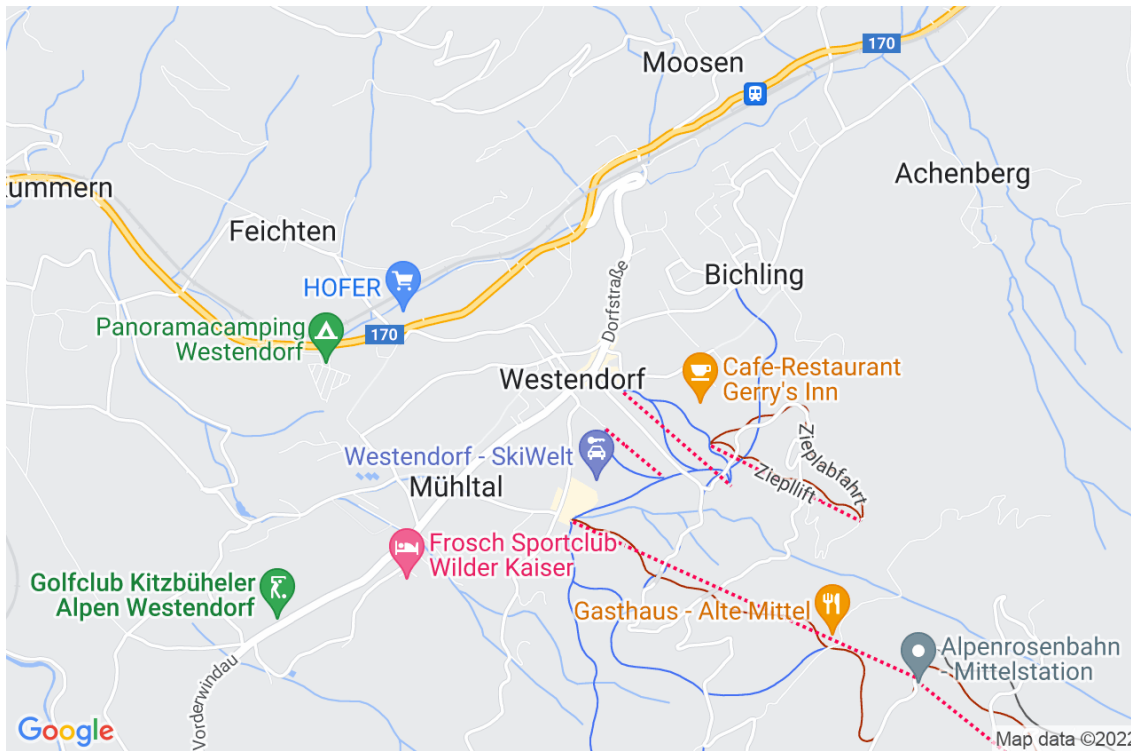 170
Moosen
Achenberg
ummern
Feichten
Bichling
HOFER
Dorfstraße
Panoramacamping
Westendorf
170
Westendorf
Cafe-Restaurant
Gerry's Inn
Westendorf - SkiWelt
Mühltal
Zieplabfahrt
Zieplllift
Frosch Sportclub
Wilder Kaiser
Golfclub Kitzbüheler
Alpen Westendorf
Gasthaus - Alte Mittel
Alpenrosenbahn
- Mittelstation
Vorderwindau
Google
Map data ©2022